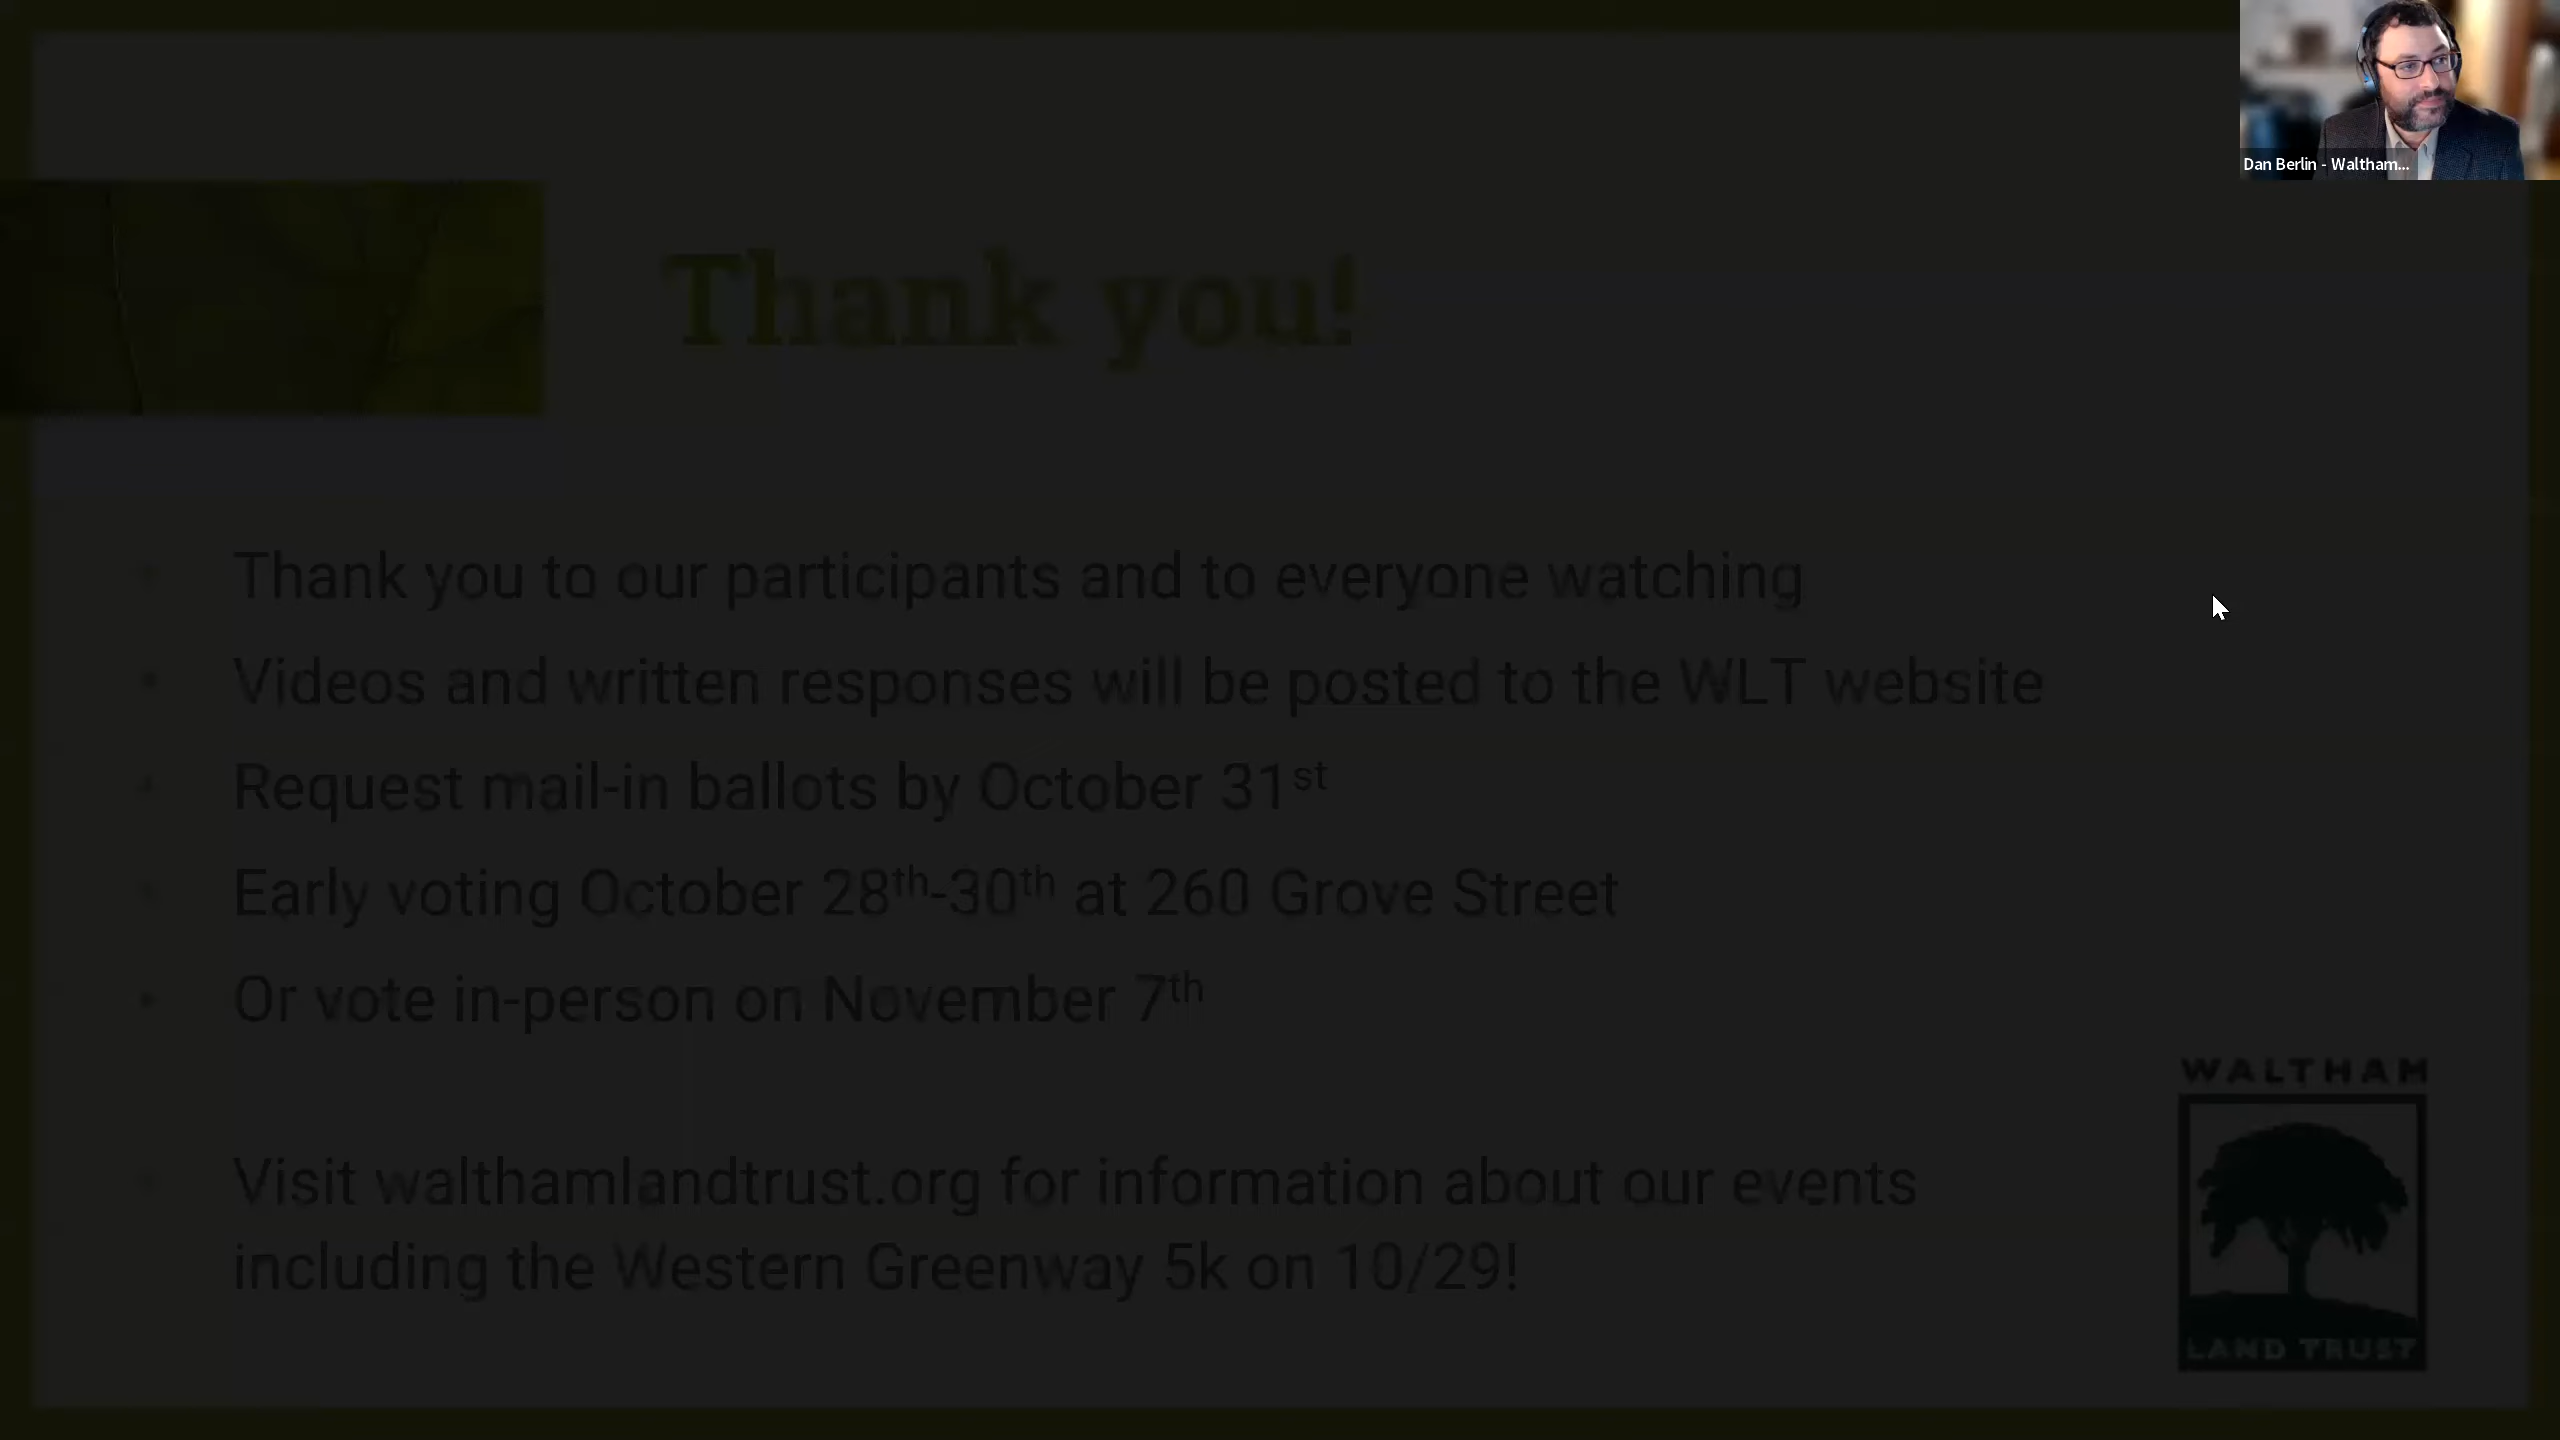 Dan Berlin - Waltham...
Thank you!
Thank you to our participants and to everyone watching
Videos and written responses will be posted to the WLT website
Request mail-in ballots by October 31st
Early voting October 28th-30th at 260 Grove Street
Or vote in-person on November 7th
Visit walthamlandtrust.org for information about our events
including the Western Greenway 5k on 10/29!
WALTHAM
LAND TRUST